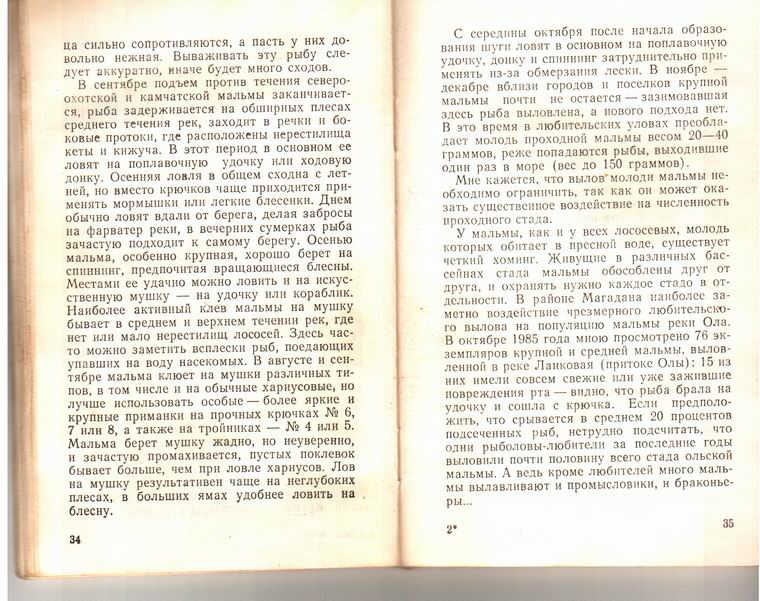 ца сильно сопротивляются, а пасть у них до-
вольно нежная. Вываживать эту рыбу сле-
дует аккуратно, иначе будет много сходов.
В сентябре подъем против течения северо-
охотской и камчатской мальмы заканчивает-
ся, рыба задерживается на обширных плесах
среднего течения рек, заходит в речки и бо-
ковые протоки, где расположены нерестилища
кеты и кижуча. В этот период в основном ее
ловят на поплавочную удочку или ходовую
донку. Осенняя ловля в общем сходна с лет-
ней, но вместо крючков чаще приходится при-
менять мормышки или легкие блесенки. Днем
обычно ловят вдали от берега, делая забросы
на фарватер реки, в вечерних сумерках рыба
зачастую подходит к самому берегу. Осенью
мальма, особенно крупная, хорошо берет на
спиннинг, предпочитая вращающиеся блесны.
Местами ее удачно можно ловить и на искус-
ственную мушку — на удочку или кораблик.
Наиболее активный клев мальмы на мушку
бывает в среднем и верхнем течении рек, где
нет или мало нерестилищ лососей. Здесь час-
то можно заметить всплески рыб, поедающих
упавших на воду насекомых. В августе и сен-
тябре мальма клюет на мушки различных ти-
пов, в том числе и на обычные хариусовые, но
лучше использовать особые — более яркие и
крупные приманки на прочных крючках № 6,
7 или 8, а также на тройниках — № 4 или 5.
Мальма берет мушку жадно, но неуверенно,
и зачастую промахивается, пустых поклевок
бывает больше, чем при ловле хариусов. Лов
на мушку результативен чаще на неглубоких
плесах, в больших ямах удобнее ловить на
блесну.
34
С середины октября после начала образо-
вания шуги ловят в основном на поплавочную
удочку, донку и спиннинг затруднительно при-
менять из-за обмерзания лески. В ноябре —
декабре вблизи городов и поселков крупной
мальмы почти не остается — зазимовавшая
здесь рыба выловлена, а нового подхода нет.
В это время в любительских уловах преобла-
дает молодь проходной мальмы весом 20—40
граммов, реже попадаются рыбы, выходившие
один раз в море (вес до 150 граммов).
Мне кажется, что вылов молоди мальмы не-
обходимо ограничить, так как он может ока-
зать существенное воздействие на численность
проходного стада.
У мальмы, как и у всех лососевых, молодь
которых обитает в пресной воде, существует
четкий хоминг. Живущие в различных бас-
сейнах стада мальмы обособлены друг от
друга, и охранять нужно каждое стадо в от-
дельности. В районе Магадана наиболее за-
метно воздействие чрезмерного любительско-
го вылова на популяцию мальмы реки Ола.
В октябре 1985 года мною просмотрено 76 эк-
земпляров крупной и средней мальмы, вылов-
ленной в реке Ланковая (притоке Олы): 15 из
них имели совсем свежие или уже зажившие
повреждения рта — видно, что рыба брала на
удочку и сошла с крючка. Если предполо-
жить, что срывается в среднем 20 процентов
подсеченных рыб, нетрудно подсчитать, что
одни рыболовы-любители за последние годы
выловили почти половину всего стада ольской
мальмы. А ведь кроме любителей много маль-
мы вылавливают и промысловики, и браконье-
ры...
2*
35